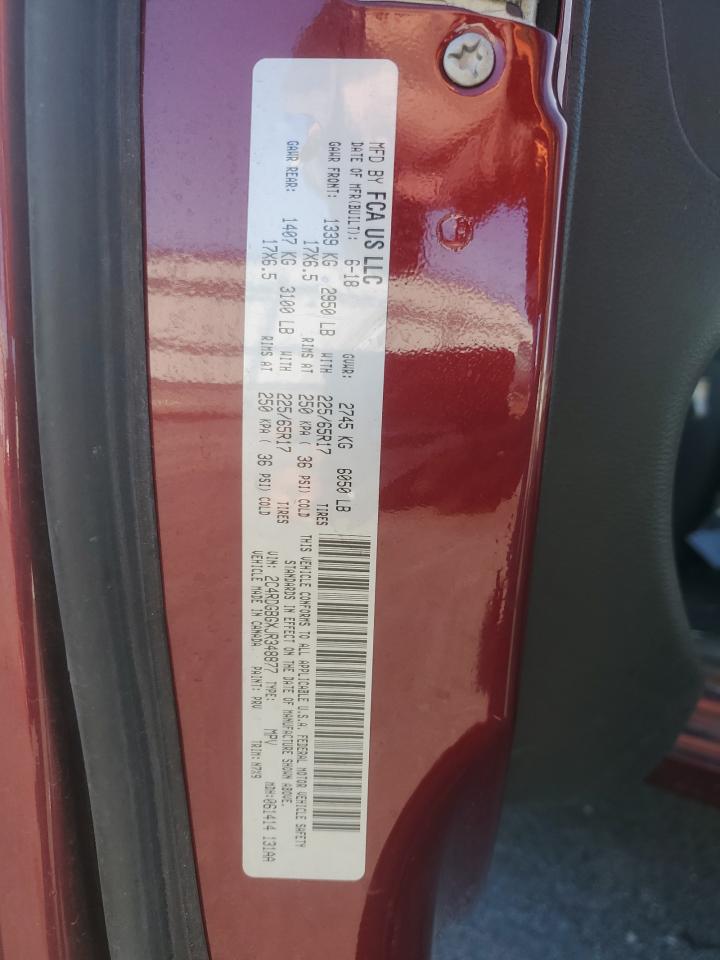 MFD BY FCA US LLC
DATE OF MFR(BUILT): 6-18 GVWR: 2745 KG 6050 LB
GAWR FRONT: 1339 KG 2950 LB WITH 225/65R17 TIRES
17X6.5 RIMS AT 250 KPA ( 36 PSI) COLD
GAWR REAR: 1407 KG 3100 LB WITH 225/65R17 TIRES
17X6.5 RIMS AT 250 KPA ( 36 PSI) COLD
THIS VEHICLE CONFORMS TO ALL APPLICABLE U.S.A. FEDERAL MOTOR VEHICLE SAFETY
STANDARDS IN EFFECT ON THE DATE OF MANUFACTURE SHOWN ABOVE.
VIN: 2C4RDGBGXJR348877 TYPE: MPV MDH:061414 131AA
VEHICLE MADE IN CANADA PAINT: PRV TRIM: N7X9